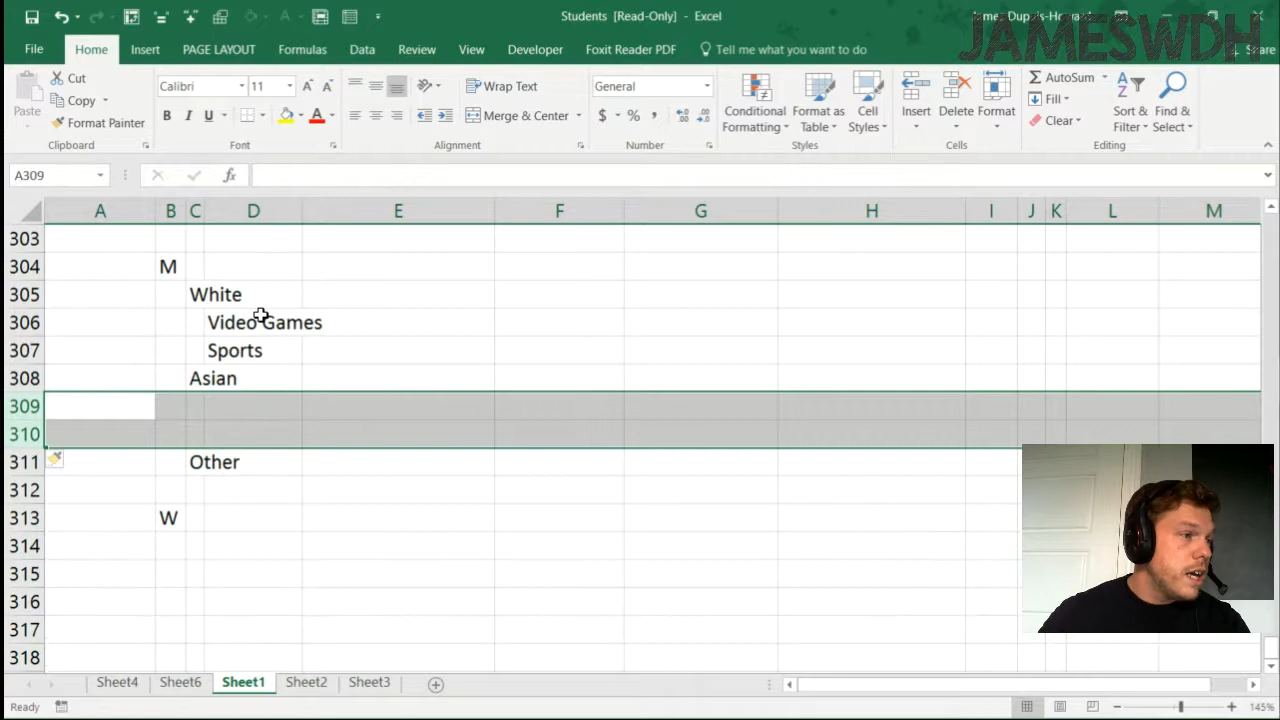 Students [Read-Only] - Excel
JAMESWDH
File Home Insert PAGE LAYOUT Formulas Data Review View Developer Foxit Reader PDF Tell me what you want to do Share
Paste Cut Copy Format Painter
Clipboard
Calibri 11
B I U A
Font
Wrap Text
Merge & Center
Alignment
General
$ % ,
Number
Conditional Formatting Format as Table Cell Styles
Styles
Insert Delete Format
Cells
AutoSum Fill Clear Sort & Filter Find & Select
Editing
A309 fx
A B C D E F G H I J K L M
303
304 M
305 White
306 Video Games
307 Sports
308 Asian
309
310
311 Other
312
313 W
314
315
316
317
318
Sheet4 Sheet6 Sheet1 Sheet2 Sheet3
Ready 145%